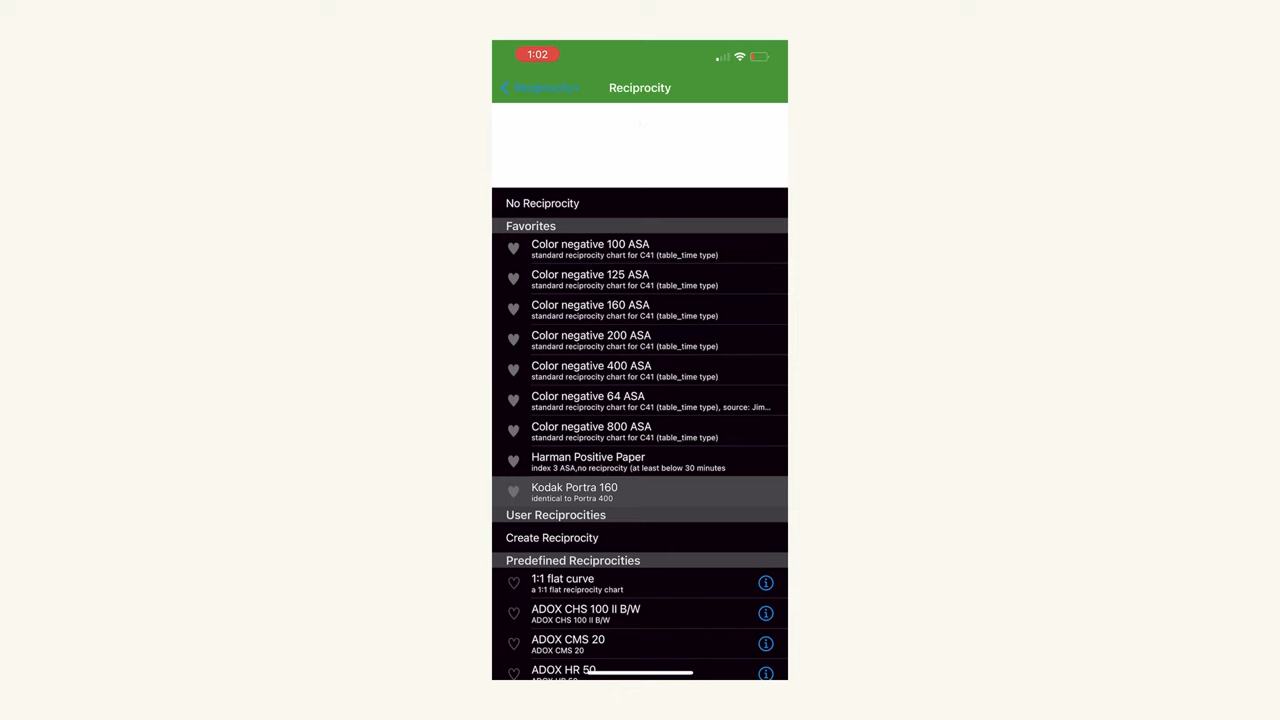 1:02
Reciprocity
No Reciprocity
Favorites
Color negative 100 ASA
standard reciprocity chart for C41 (table_time type)
Color negative 125 ASA
standard reciprocity chart for C41 (table_time type)
Color negative 160 ASA
standard reciprocity chart for C41 (table_time type)
Color negative 200 ASA
standard reciprocity chart for C41 (table_time type)
Color negative 400 ASA
standard reciprocity chart for C41 (table_time type)
Color negative 64 ASA
standard reciprocity chart for C41 (table_time type), source: Jim...
Color negative 800 ASA
standard reciprocity chart for C41 (table_time type)
Harman Positive Paper
index 3 ASA,no reciprocity (at least below 30 minutes
Kodak Portra 160
identical to Portra 400
User Reciprocities
Create Reciprocity
Predefined Reciprocities
1:1 flat curve
a 1:1 flat reciprocity chart
ADOX CHS 100 II B/W
ADOX CHS 100 II B/W
ADOX CMS 20
ADOX CMS 20
ADOX HR 50